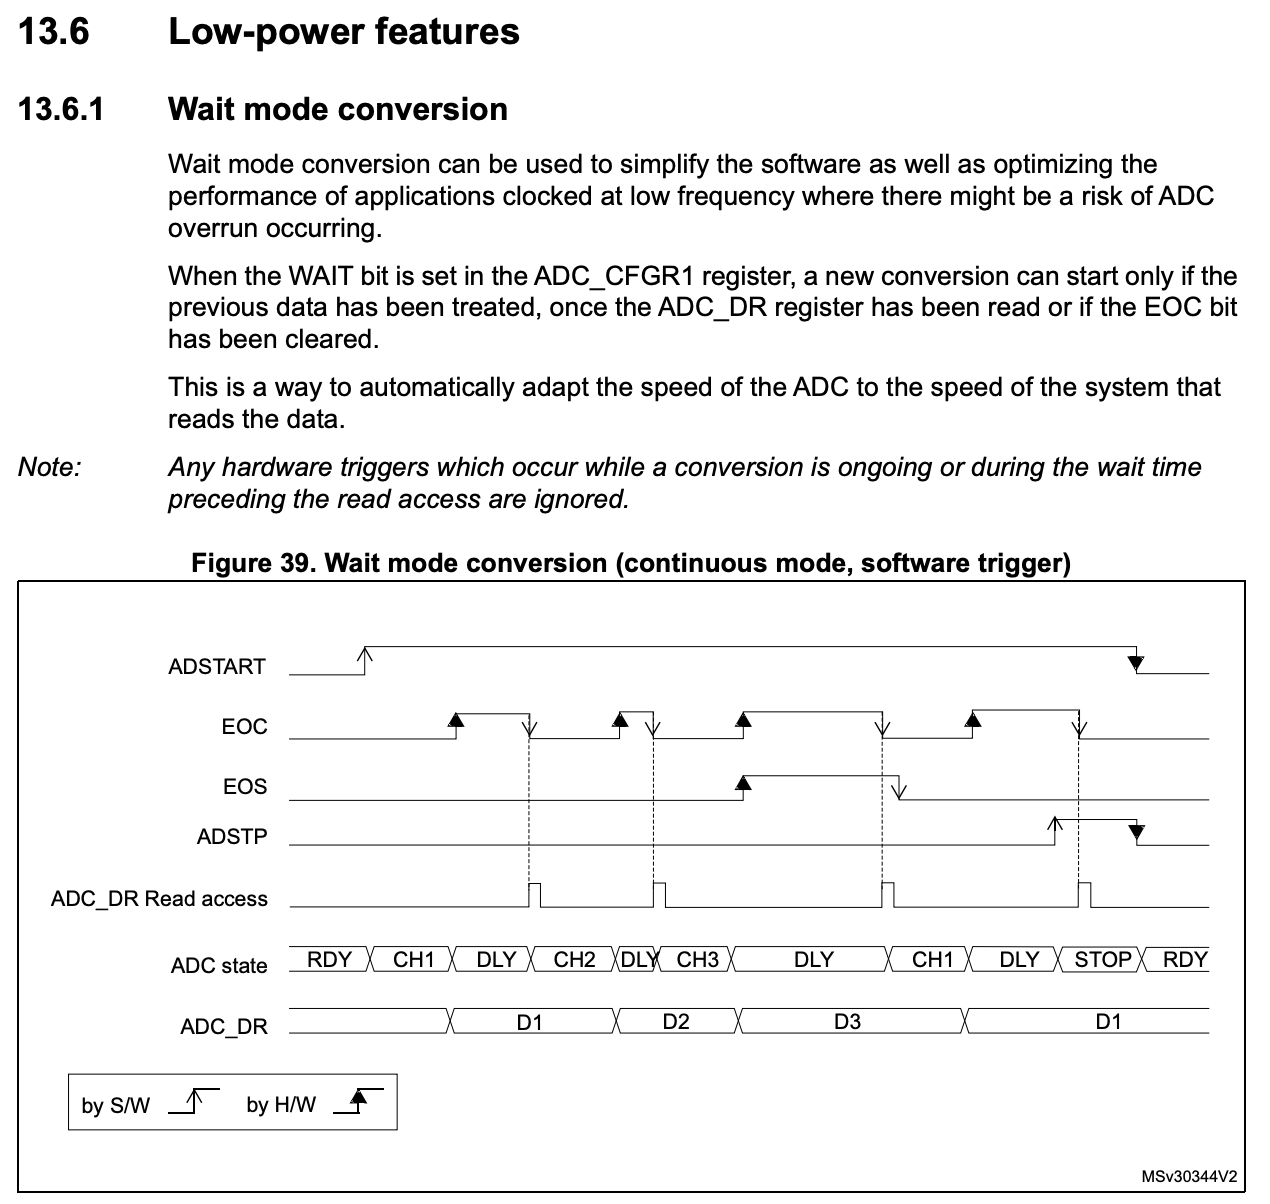 13.6 Low-power features
13.6.1 Wait mode conversion
Wait mode conversion can be used to simplify the software as well as optimizing the
performance of applications clocked at low frequency where there might be a risk of ADC
overrun occurring.
When the WAIT bit is set in the ADC_CFGR1 register, a new conversion can start only if the
previous data has been treated, once the ADC_DR register has been read or if the EOC bit
has been cleared.
This is a way to automatically adapt the speed of the ADC to the speed of the system that
reads the data.
Note: Any hardware triggers which occur while a conversion is ongoing or during the wait time
preceding the read access are ignored.
Figure 39. Wait mode conversion (continuous mode, software trigger)
ADSTART
EOC
EOS
ADSTP
ADC_DR Read access
ADC state RDY CH1 DLY CH2 DLY CH3 DLY CH1 DLY STOP RDY
ADC_DR D1 D2 D3 D1
by S/W by H/W
MSv30344V2